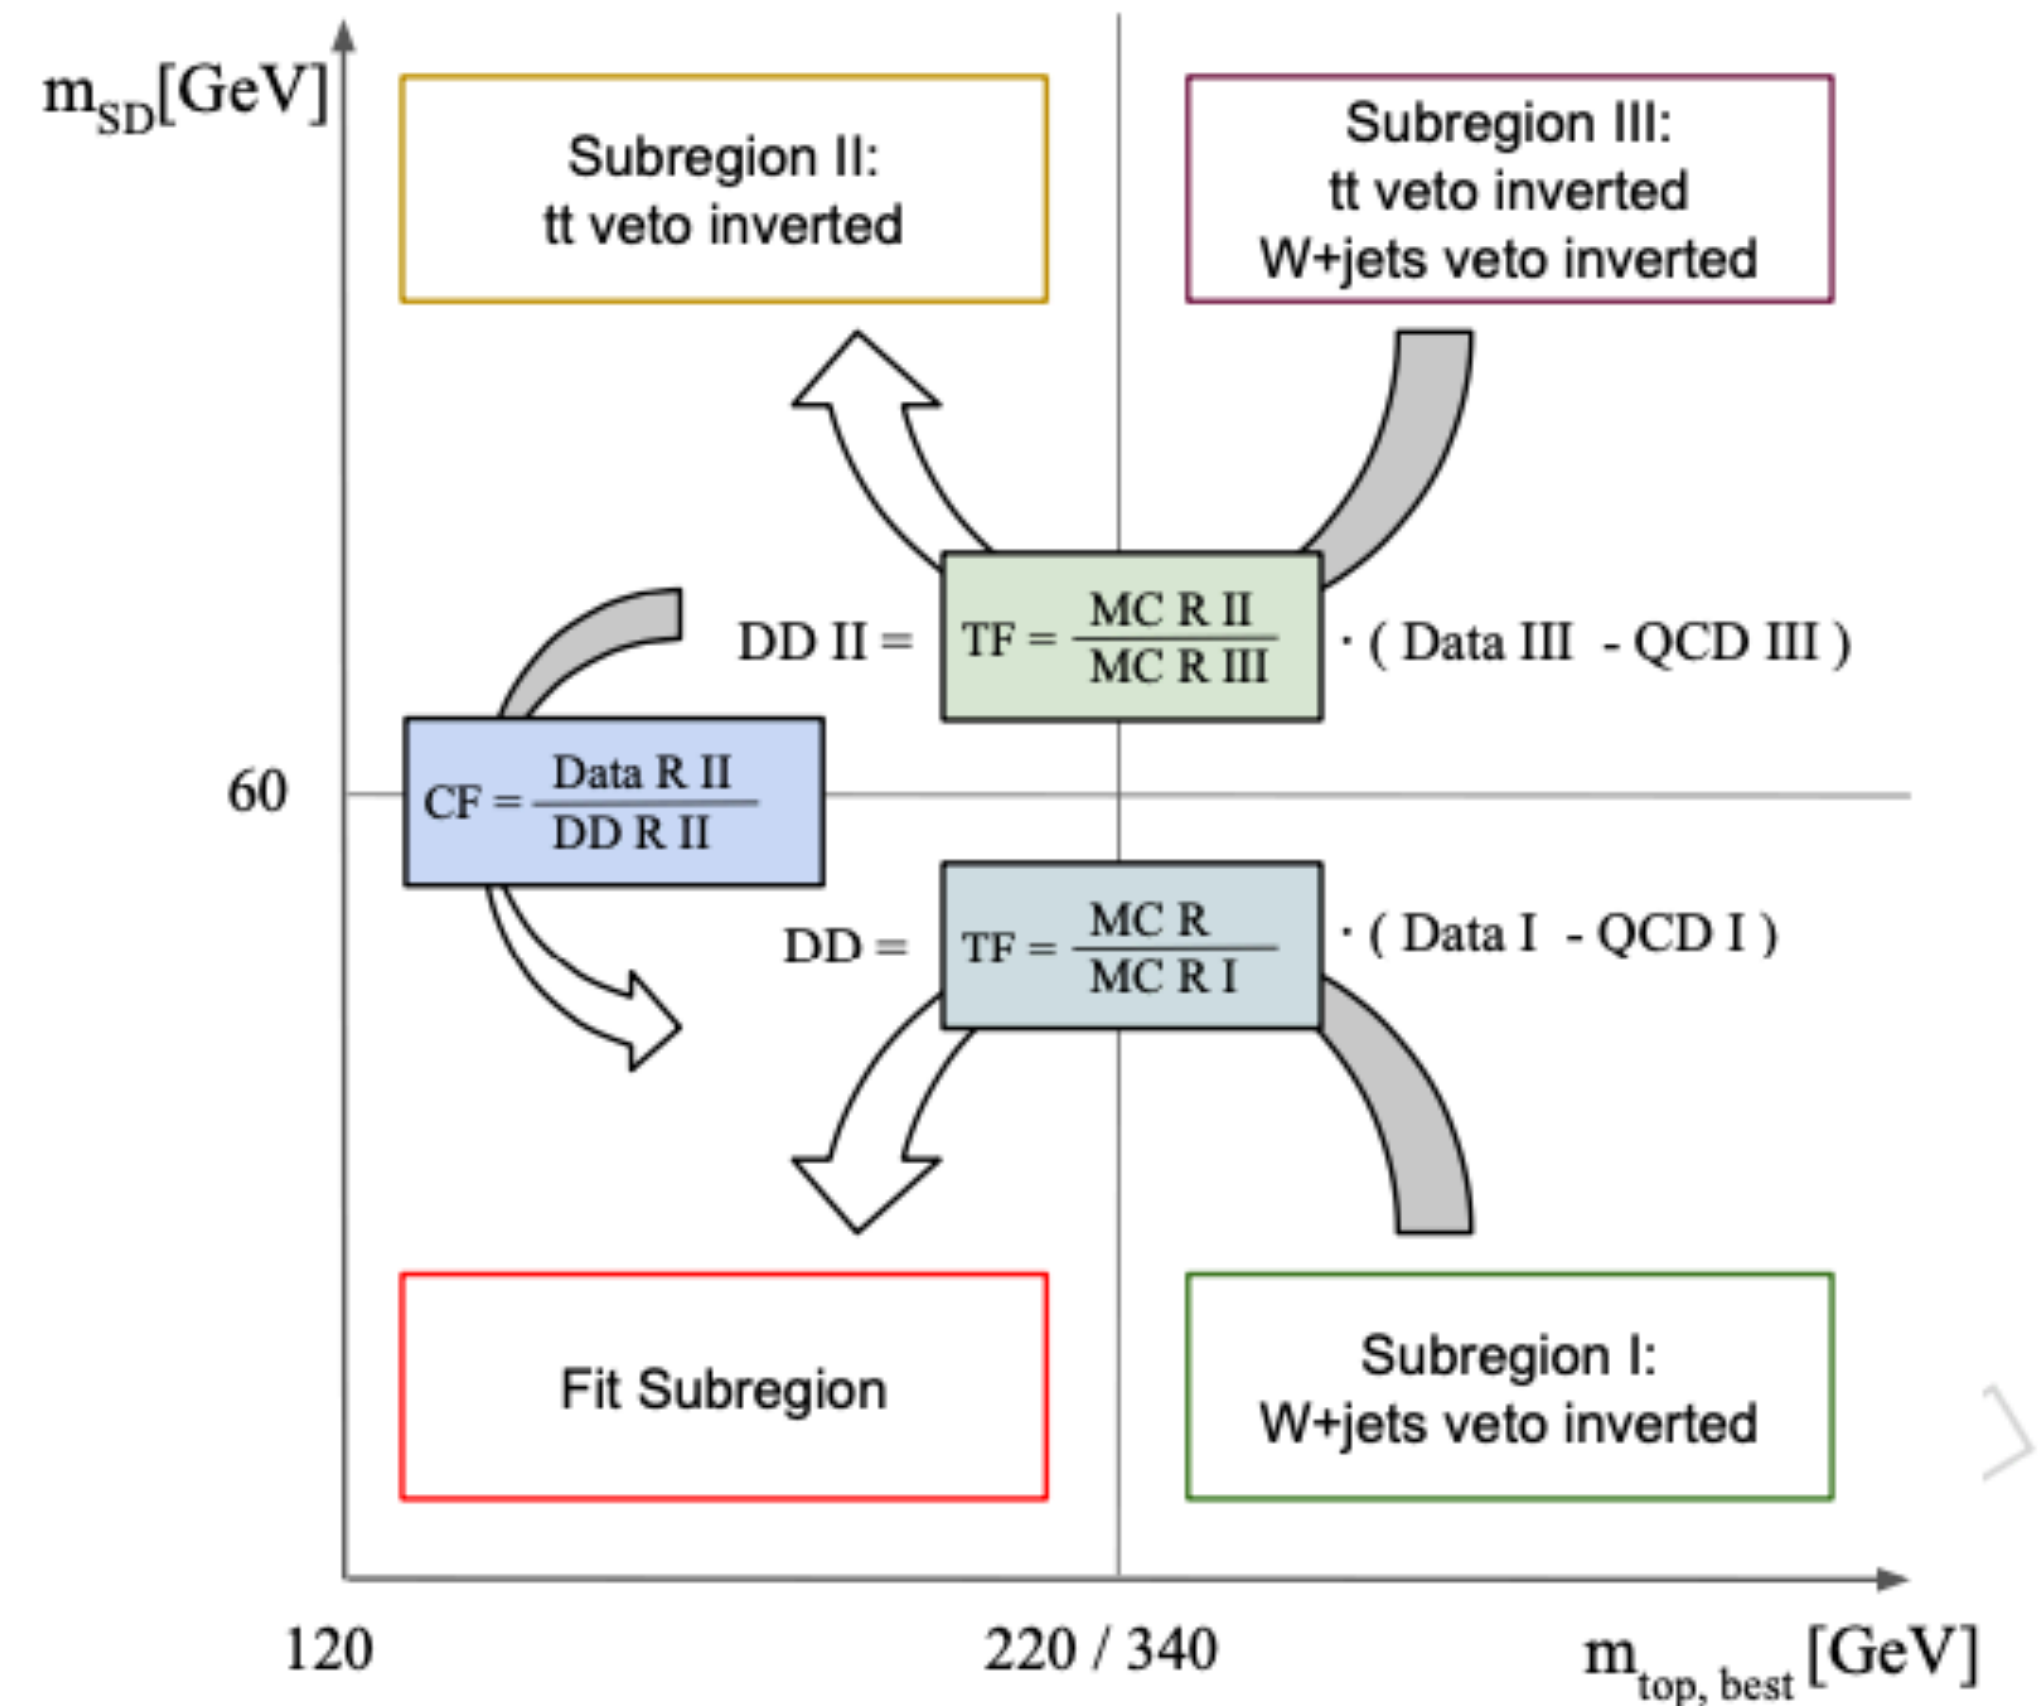 m_SD[GeV]
Subregion II:
tt veto inverted
Subregion III:
tt veto inverted
W+jets veto inverted
DD II = TF = MC R II / MC R III · ( Data III - QCD III )
60
CF = Data R II / DD R II
DD = TF = MC R / MC R I · ( Data I - QCD I )
Fit Subregion
Subregion I:
W+jets veto inverted
120
220 / 340
m_top, best [GeV]